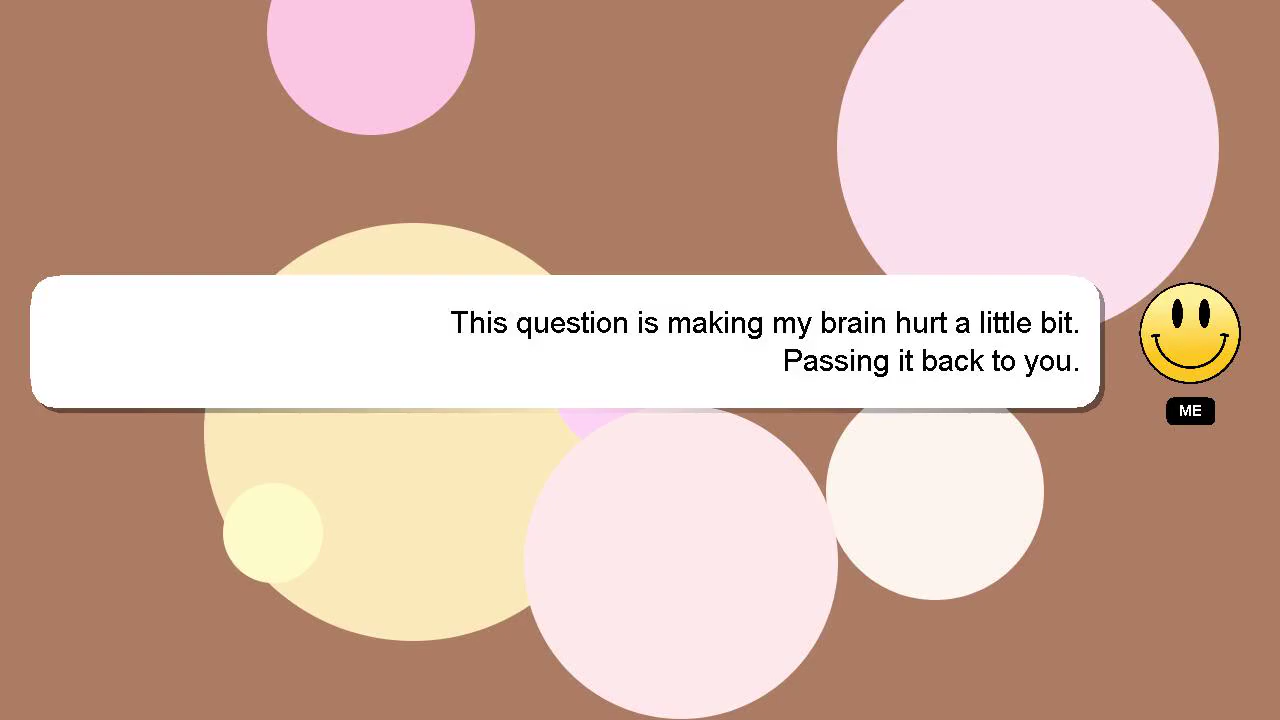 This question is making my brain hurt a little bit.
Passing it back to you.
ME